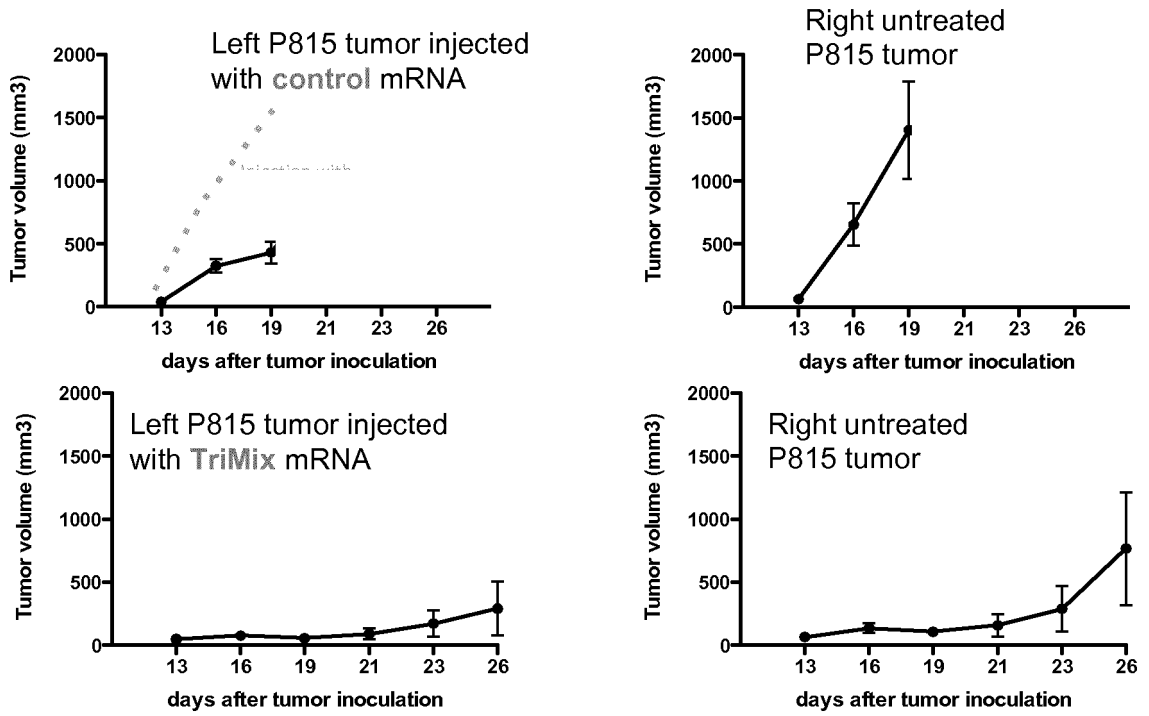 Left P815 tumor injected
with control mRNA
Tumor volume (mm3)
2000
1500
1000
500
0
13 16 19 21 23 26
days after tumor inoculation
Right untreated
P815 tumor
Tumor volume (mm3)
2000
1500
1000
500
0
13 16 19 21 23 26
days after tumor inoculation
Left P815 tumor injected
with TriMix mRNA
Tumor volume (mm3)
2000
1500
1000
500
0
13 16 19 21 23 26
days after tumor inoculation
Right untreated
P815 tumor
Tumor volume (mm3)
2000
1500
1000
500
0
13 16 19 21 23 26
days after tumor inoculation